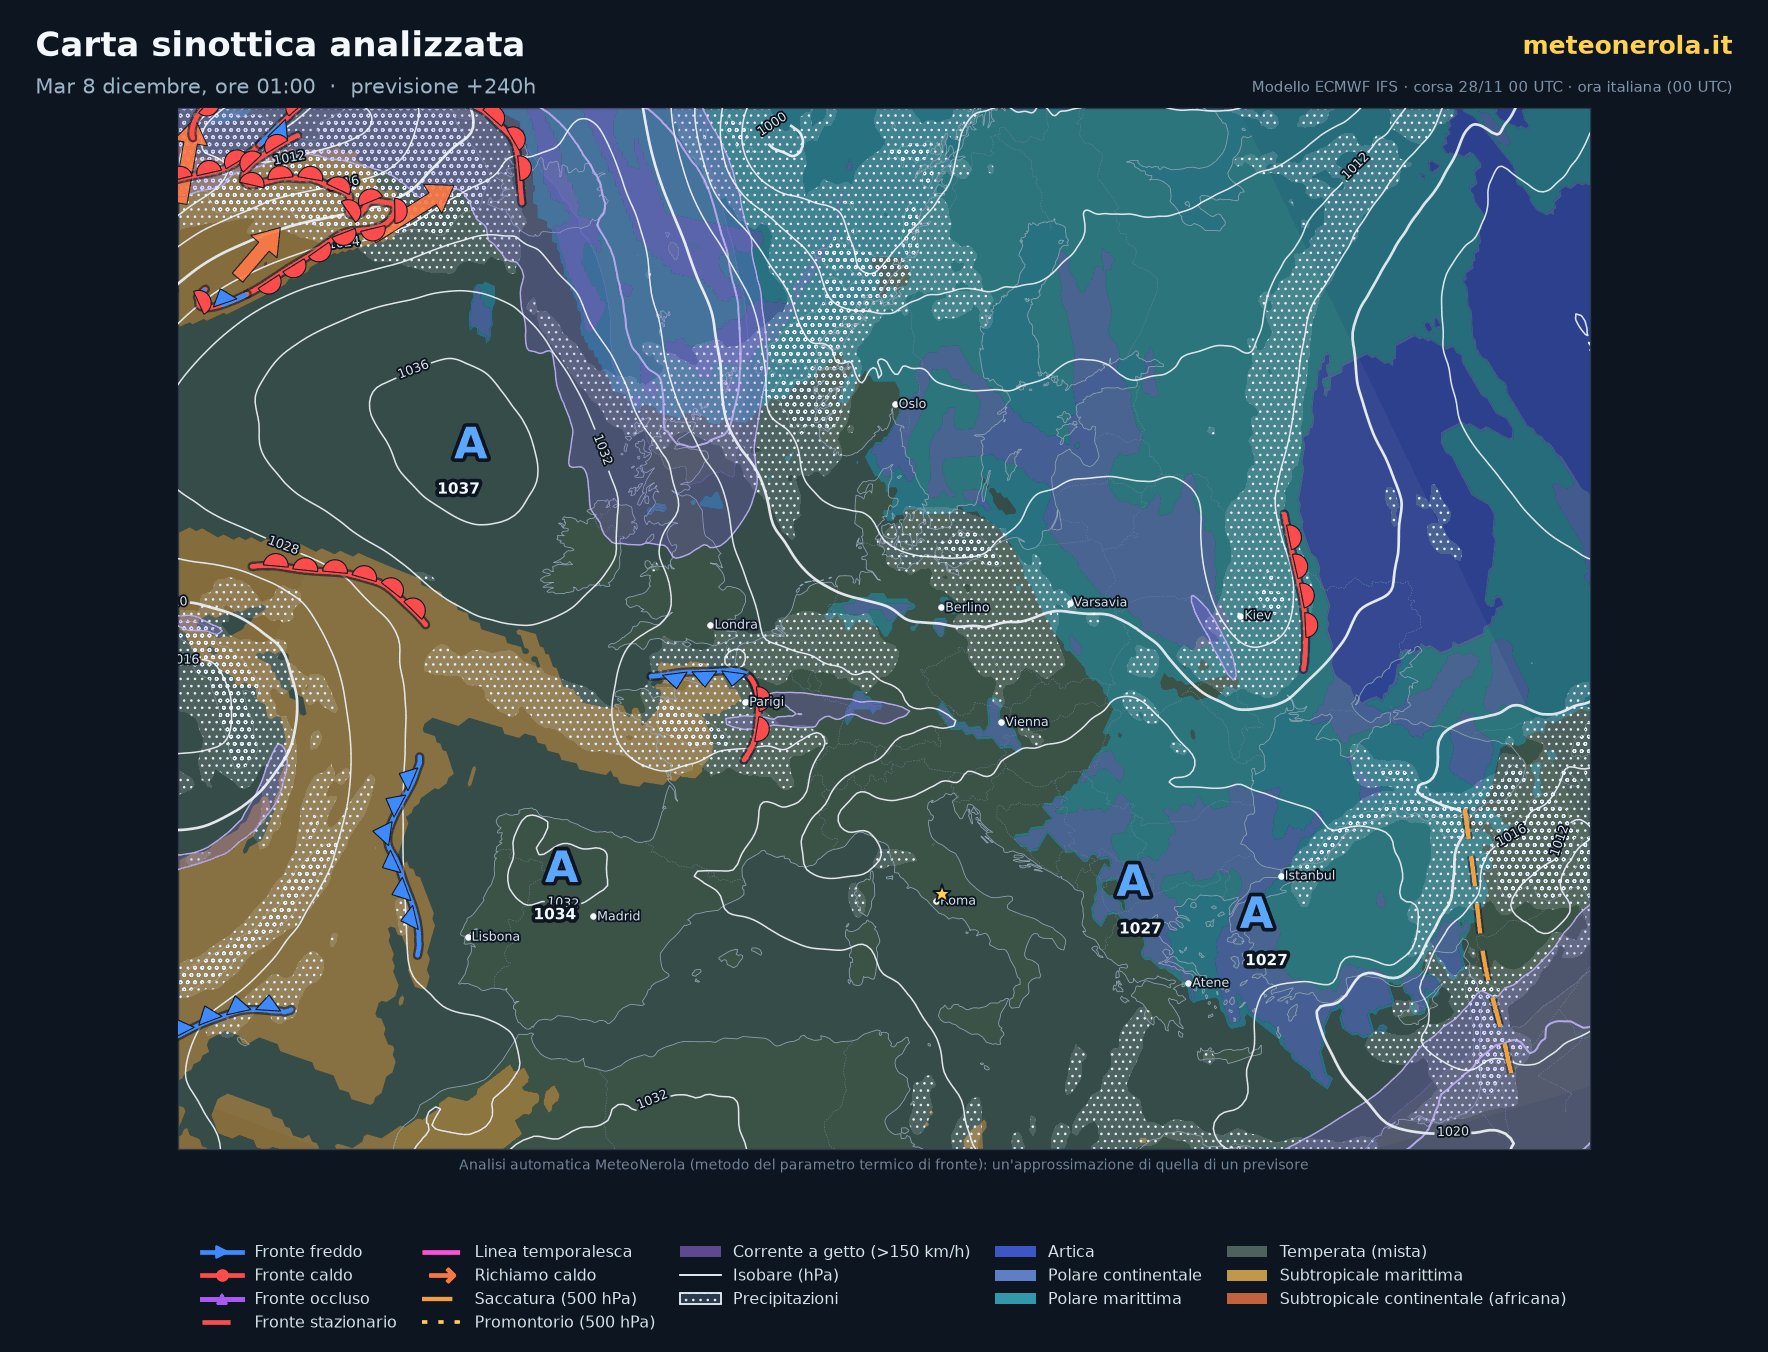 Carta sinottica analizzata
meteonerola.it
Mar 8 dicembre, ore 01:00 · previsione +240h
Modello ECMWF IFS · corsa 28/11 00 UTC · ora italiana (00 UTC)
1000
1012
1012
1036
A
1037
1032
Oslo
1028
Berlino
Varsavia
Kiev
Londra
Parigi
Vienna
1016
1012
A
1032
1034
Madrid
Lisbona
Roma
A
1027
Istanbul
A
1027
Atene
1032
1020
Analisi automatica MeteoNerola (metodo del parametro termico di fronte): un'approssimazione di quella di un previsore
Fronte freddo
Fronte caldo
Fronte occluso
Fronte stazionario
Linea temporalesca
Richiamo caldo
Saccatura (500 hPa)
Promontorio (500 hPa)
Corrente a getto (>150 km/h)
Isobare (hPa)
Precipitazioni
Artica
Polare continentale
Polare marittima
Temperata (mista)
Subtropicale marittima
Subtropicale continentale (africana)